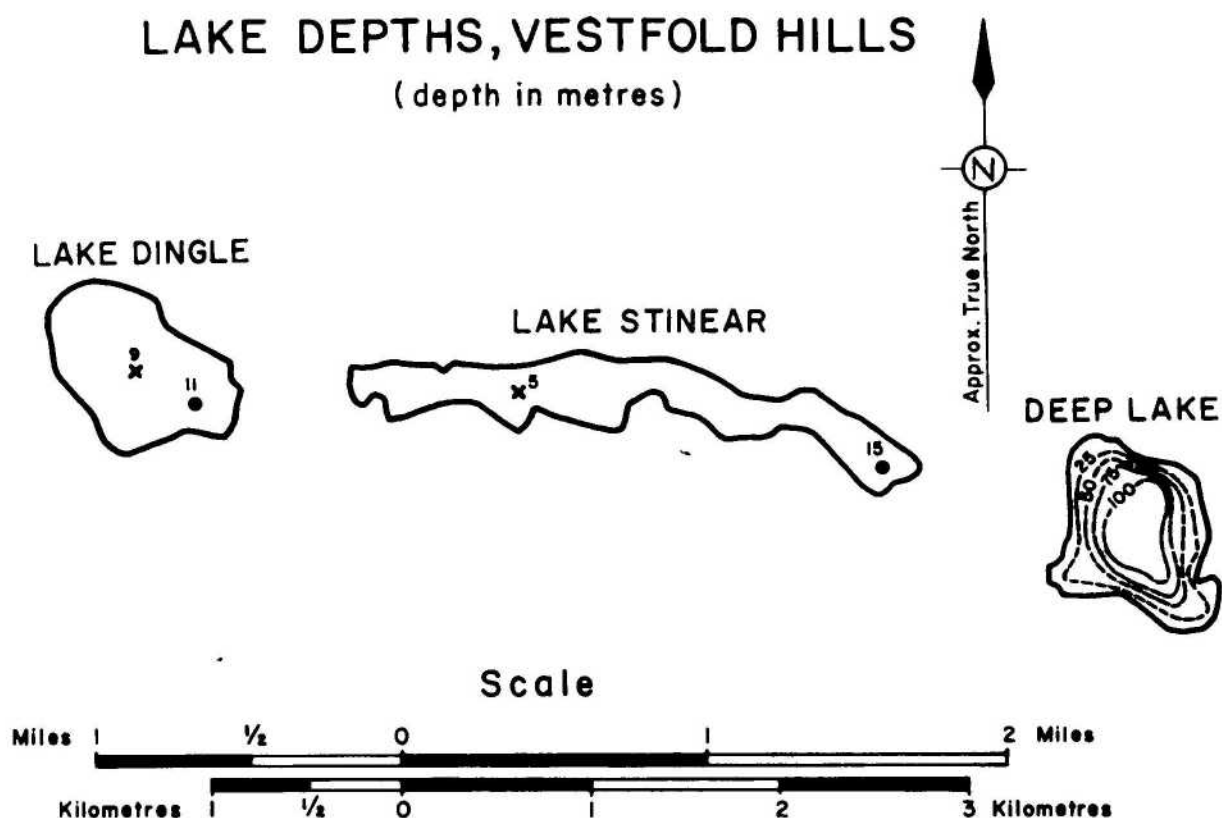 LAKE DEPTHS, VESTFOLD HILLS
(depth in metres)
N
Approx. True North
LAKE DINGLE
9
11
LAKE STINEAR
5
15
DEEP LAKE
25
50
75
100
Scale
Miles 1 ½ 0 1 2 Miles
Kilometres 1 ½ 0 1 2 3 Kilometres